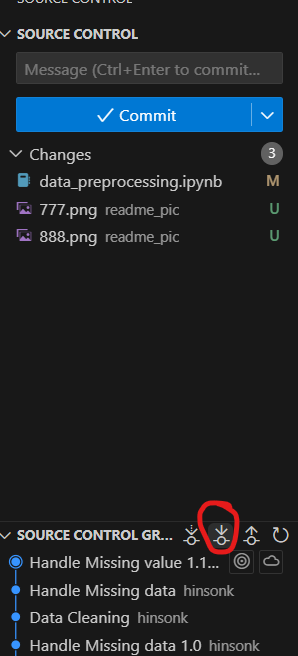 SOURCE CONTROL
SOURCE CONTROL
Message (Ctrl+Enter to commit...
Commit
Changes 3
data_preprocessing.ipynb M
777.png readme_pic U
888.png readme_pic U
SOURCE CONTROL GR...
Handle Missing value 1.1...
Handle Missing data hinsonk
Data Cleaning hinsonk
Handle Missing data 1.0 hinsonk